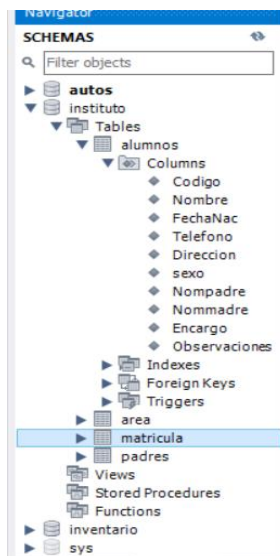 Navigator
SCHEMAS
Filter objects
autos
instituto
Tables
alumnos
Columns
Codigo
Nombre
FechaNac
Telefono
Direccion
sexo
Nompadre
Nommadre
Encargo
Observaciones
Indexes
Foreign Keys
Triggers
area
matricula
padres
Views
Stored Procedures
Functions
inventario
sys